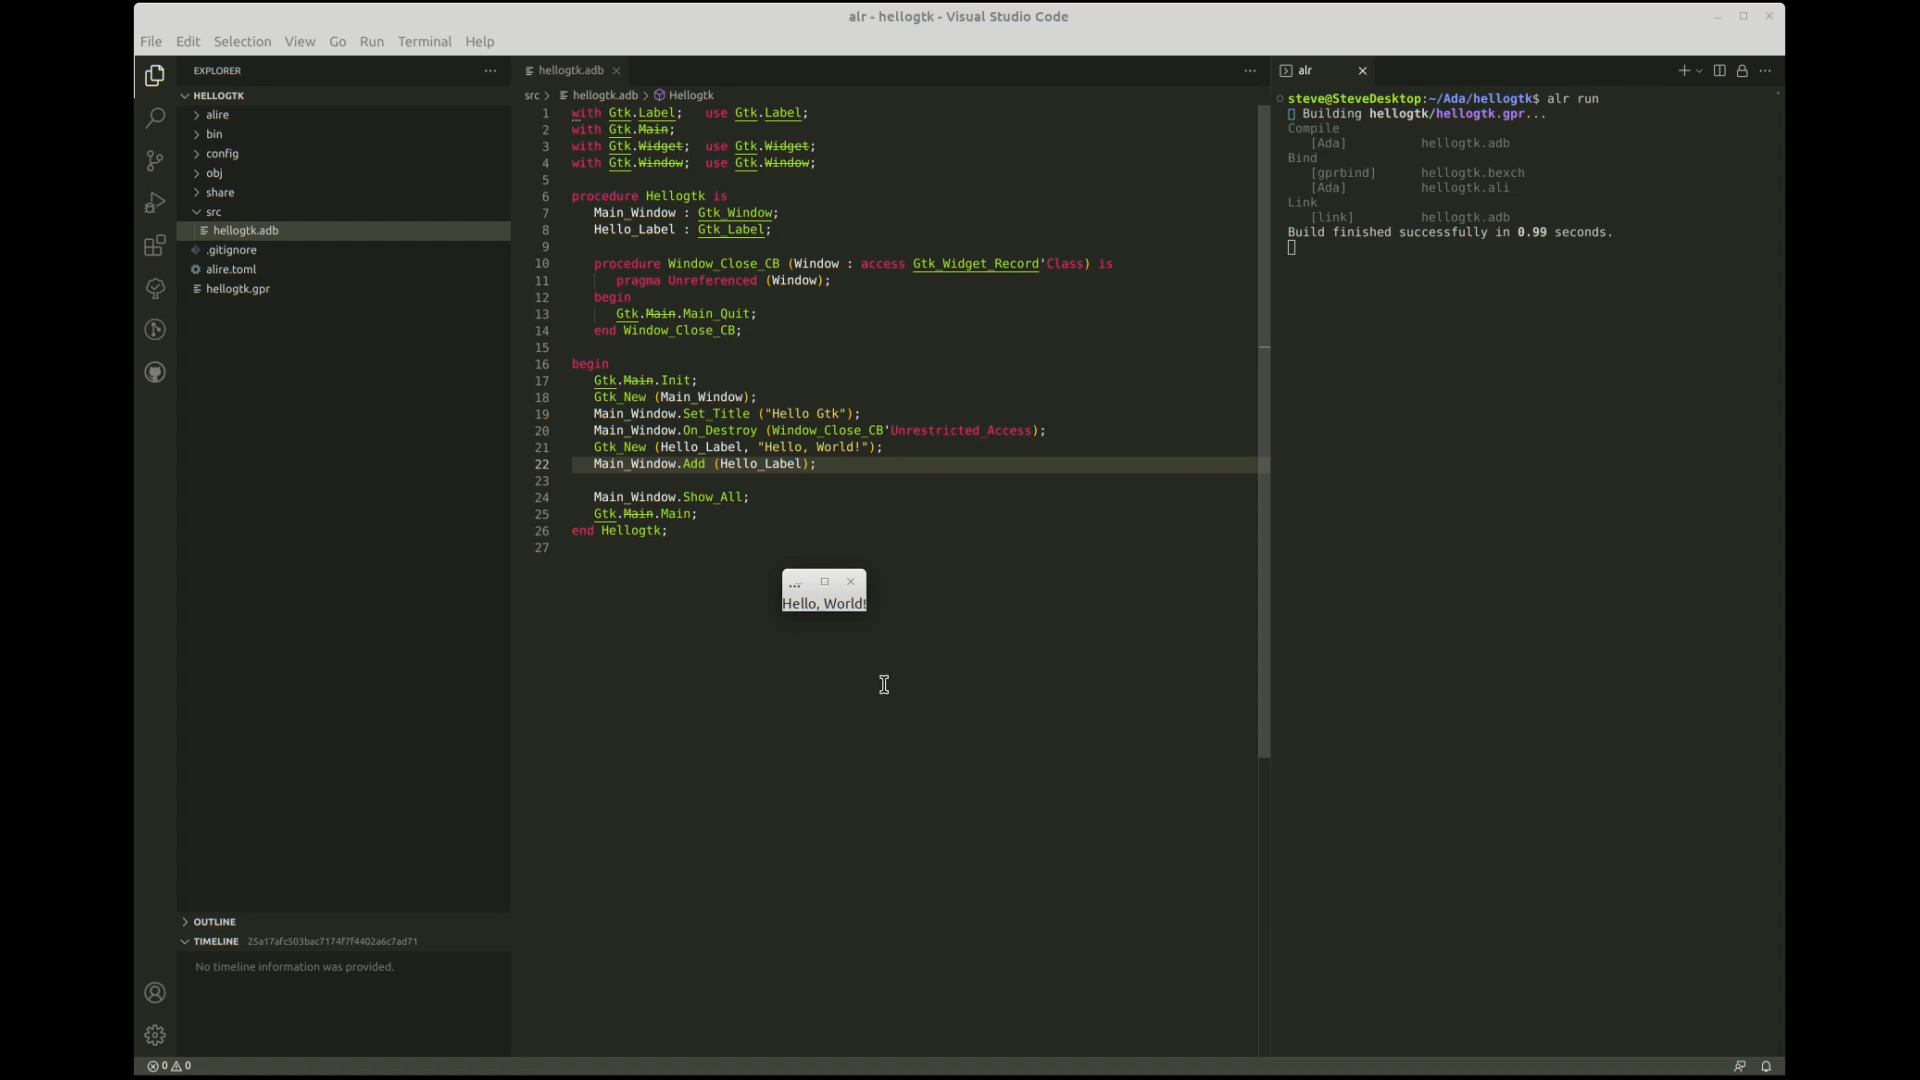 alr - hellogtk - Visual Studio Code
File Edit Selection View Go Run Terminal Help
EXPLORER
HELLOGTK
alire
bin
config
obj
share
src
hellogtk.adb
.gitignore
alire.toml
hellogtk.gpr
OUTLINE
TIMELINE 25a17afc503bac7174f7f4402a6c7ad71
No timeline information was provided.
hellogtk.adb
src > hellogtk.adb > Hellogtk
1 with Gtk.Label; use Gtk.Label;
2 with Gtk.Main;
3 with Gtk.Widget; use Gtk.Widget;
4 with Gtk.Window; use Gtk.Window;
5
6 procedure Hellogtk is
7 Main_Window : Gtk_Window;
8 Hello_Label : Gtk_Label;
9
10 procedure Window_Close_CB (Window : access Gtk_Widget_Record'Class) is
11 pragma Unreferenced (Window);
12 begin
13 Gtk.Main.Main_Quit;
14 end Window_Close_CB;
15
16 begin
17 Gtk.Main.Init;
18 Gtk_New (Main_Window);
19 Main_Window.Set_Title ("Hello Gtk");
20 Main_Window.On_Destroy (Window_Close_CB'Unrestricted_Access);
21 Gtk_New (Hello_Label, "Hello, World!");
22 Main_Window.Add (Hello_Label);
23
24 Main_Window.Show_All;
25 Gtk.Main.Main;
26 end Hellogtk;
27
...
Hello, World!
alr
steve@SteveDesktop:~/Ada/hellogtk$ alr run
Building hellogtk/hellogtk.gpr...
Compile
[Ada] hellogtk.adb
Bind
[gprbind] hellogtk.bexch
[Ada] hellogtk.ali
Link
[link] hellogtk.adb
Build finished successfully in 0.99 seconds.
0 0